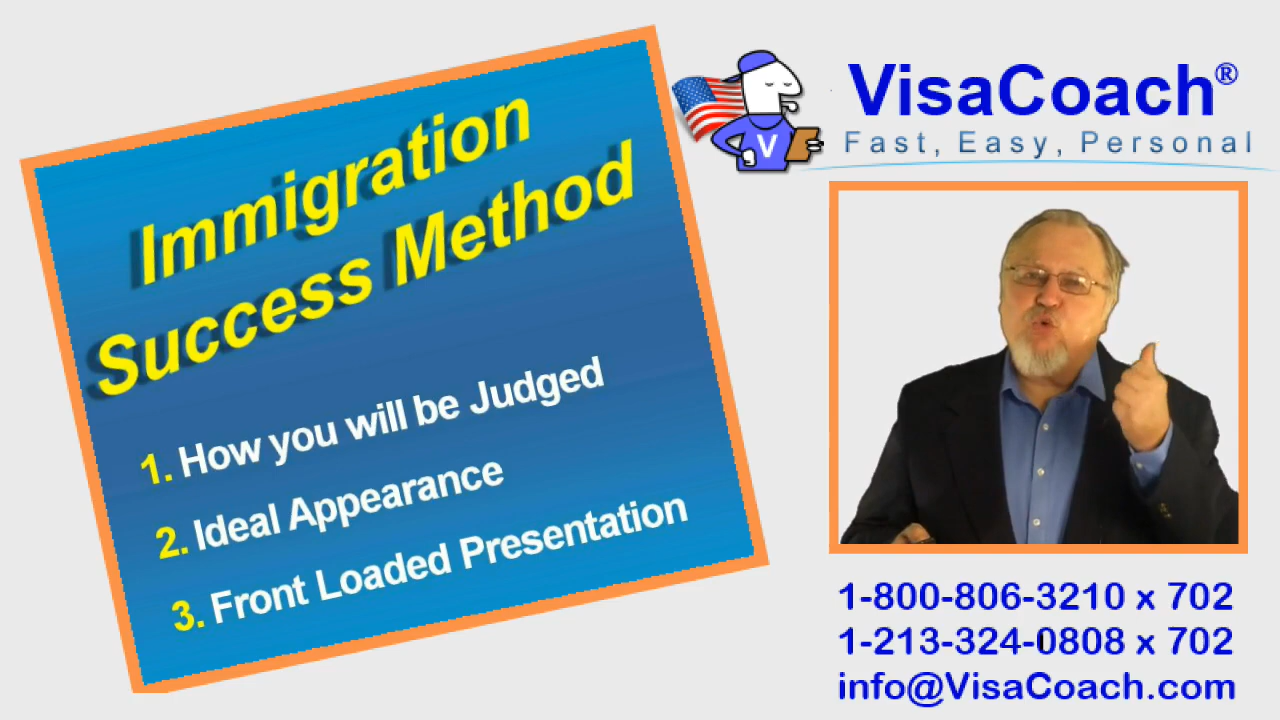 Immigration
Success Method
1. How you will be Judged
2. Ideal Appearance
3. Front Loaded Presentation
V
VisaCoach®
Fast, Easy, Personal
1-800-806-3210 x 702
1-213-324-0808 x 702
info@VisaCoach.com